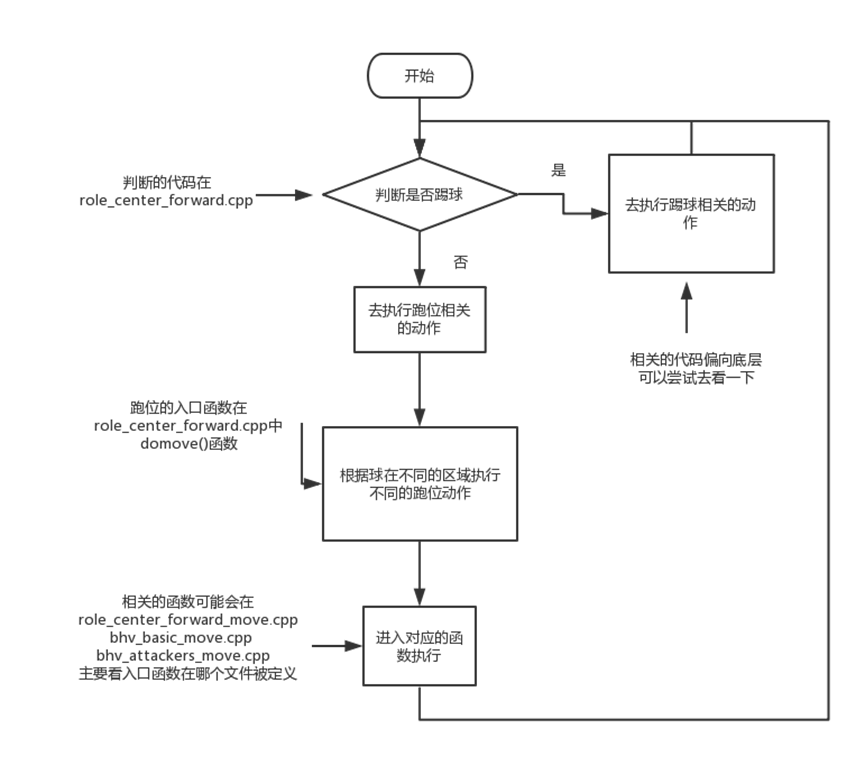 开始
判断的代码在
role_center_forward.cpp
判断是否踢球
是
去执行踢球相关的动
作
否
去执行跑位相关
的动作
相关的代码偏向底层
可以尝试去看一下
跑位的入口函数在
role_center_forward.cpp中
domove()函数
根据球在不同的区域执行
不同的跑位动作
相关的函数可能会在
role_center_forward_move.cpp
bhv_basic_move.cpp
bhv_attackers_move.cpp
主要看入口函数在哪个文件被定义
进入对应的函
数执行